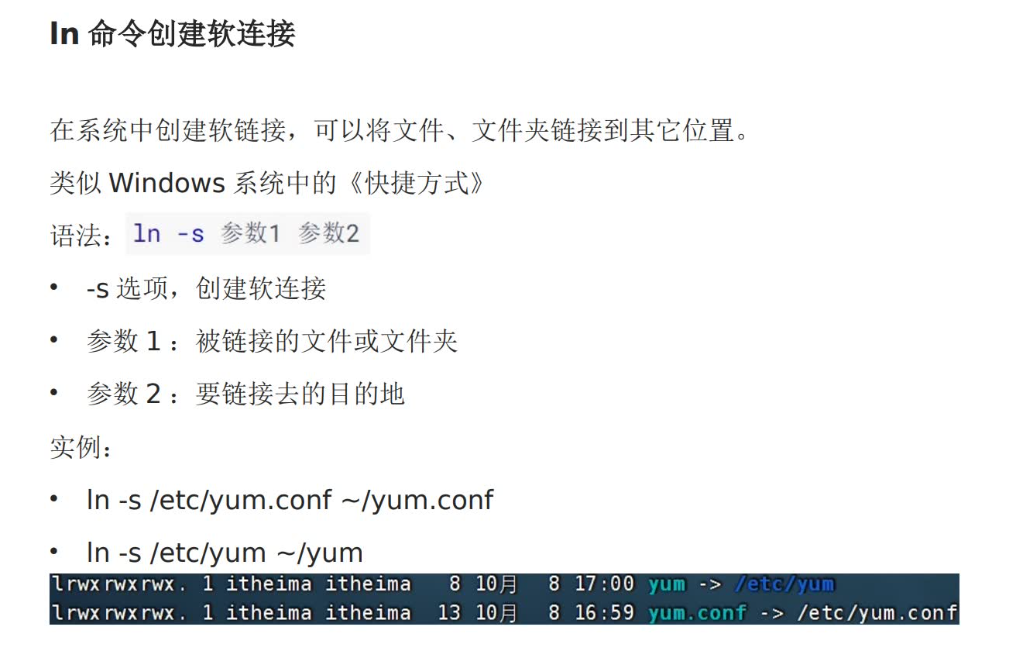 ln 命令创建软连接
在系统中创建软链接，可以将文件、文件夹链接到其它位置。
类似 Windows 系统中的《快捷方式》
语法： ln -s 参数1 参数2
• -s 选项，创建软连接
• 参数 1 ：被链接的文件或文件夹
• 参数 2 ：要链接去的目的地
实例：
• ln -s /etc/yum.conf ~/yum.conf
• ln -s /etc/yum ~/yum
lrwxrwxrwx. 1 itheima itheima 8 10月 8 17:00 yum -> /etc/yum
lrwxrwxrwx. 1 itheima itheima 13 10月 8 16:59 yum.conf -> /etc/yum.conf